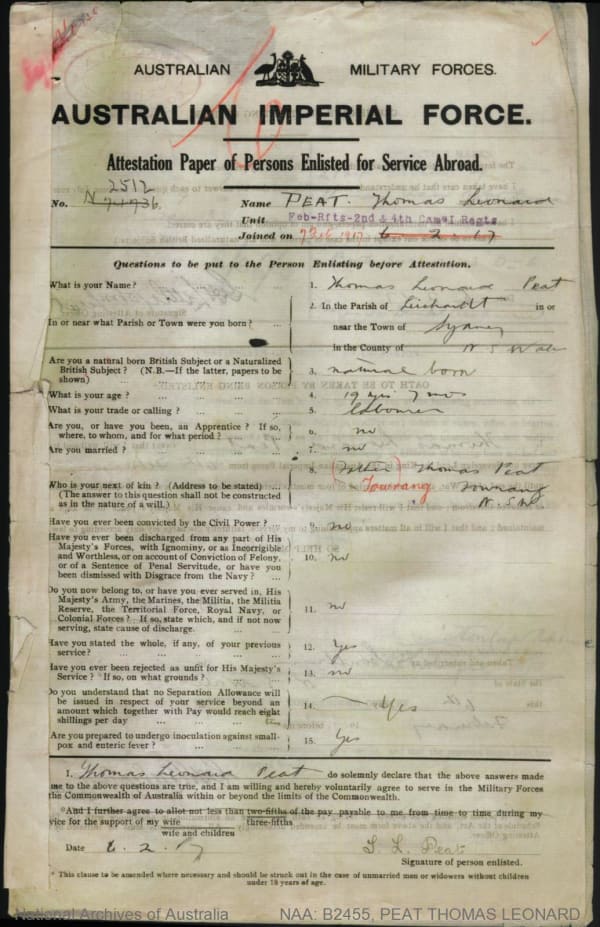 AUSTRALIAN MILITARY FORCES.
AUSTRALIAN IMPERIAL FORCE.
Attestation Paper of Persons Enlisted for Service Abroad.
2512
No. N Name PEAT. Thomas Leonard
Unit Feb-Rfts-2nd & 4th Camel Regts
Joined on 7 Feb 1917 6 . 2 . 17
Questions to be put to the Person Enlisting before Attestation.
What is your Name? ... 1. Thomas Leonard Peat
In or near what Parish or Town were you born? ... 2. In the Parish of Leichardt in or
near the Town of Sydney
in the County of N S Wales
Are you a natural born British Subject or a Naturalized
British Subject? (N.B.—If the latter, papers to be
shown) 3. natural born
What is your age? 4. 19 yrs 7 mos
What is your trade or calling? 5. Labourer
Are you, or have you been, an Apprentice? If so,
where, to whom, and for what period? 6. no
Are you married? 7. no
Who is your next of kin? (Address to be stated) 8. (Father) Thomas Peat
(The answer to this question shall not be constructed Towrang Towrang
as in the nature of a will.) N.S.W.
Have you ever been convicted by the Civil Power? 9. no
Have you ever been discharged from any part of His
Majesty's Forces, with Ignominy, or as Incorrigible
and Worthless, or on account of Conviction of Felony,
or of a Sentence of Penal Servitude, or have you
been dismissed with Disgrace from the Navy? 10. no
Do you now belong to, or have you ever served in, His
Majesty's Army, the Marines, the Militia, the Militia
Reserve, the Territorial Force, Royal Navy, or
Colonial Forces? If so, state which, and if not now
serving, state cause of discharge. 11. no
Have you stated the whole, if any, of your previous
service? 12. Yes
Have you ever been rejected as unfit for His Majesty's
Service? If so, on what grounds? 13. no
Do you understand that no Separation Allowance will
be issued in respect of your service beyond an
amount which together with Pay would reach eight
shillings per day 14. Yes
Are you prepared to undergo inoculation against small-
pox and enteric fever? 15. Yes
I, Thomas Leonard Peat do solemnly declare that the above answers made
me to the above questions are true, and I am willing and hereby voluntarily agree to serve in the Military Forces
the Commonwealth of Australia within or beyond the limits of the Commonwealth.
*And I further agree to allot not less than two-fifths of the pay payable to me from time to time during my
vice for the support of my wife three-fifths
wife and children
Date 6. 2. 17 T. L. Peat
Signature of person enlisted.
* This clause to be amended where necessary and should be struck out in the case of unmarried men or widowers without children
under 18 years of age.
National Archives of Australia NAA: B2455, PEAT THOMAS LEONARD